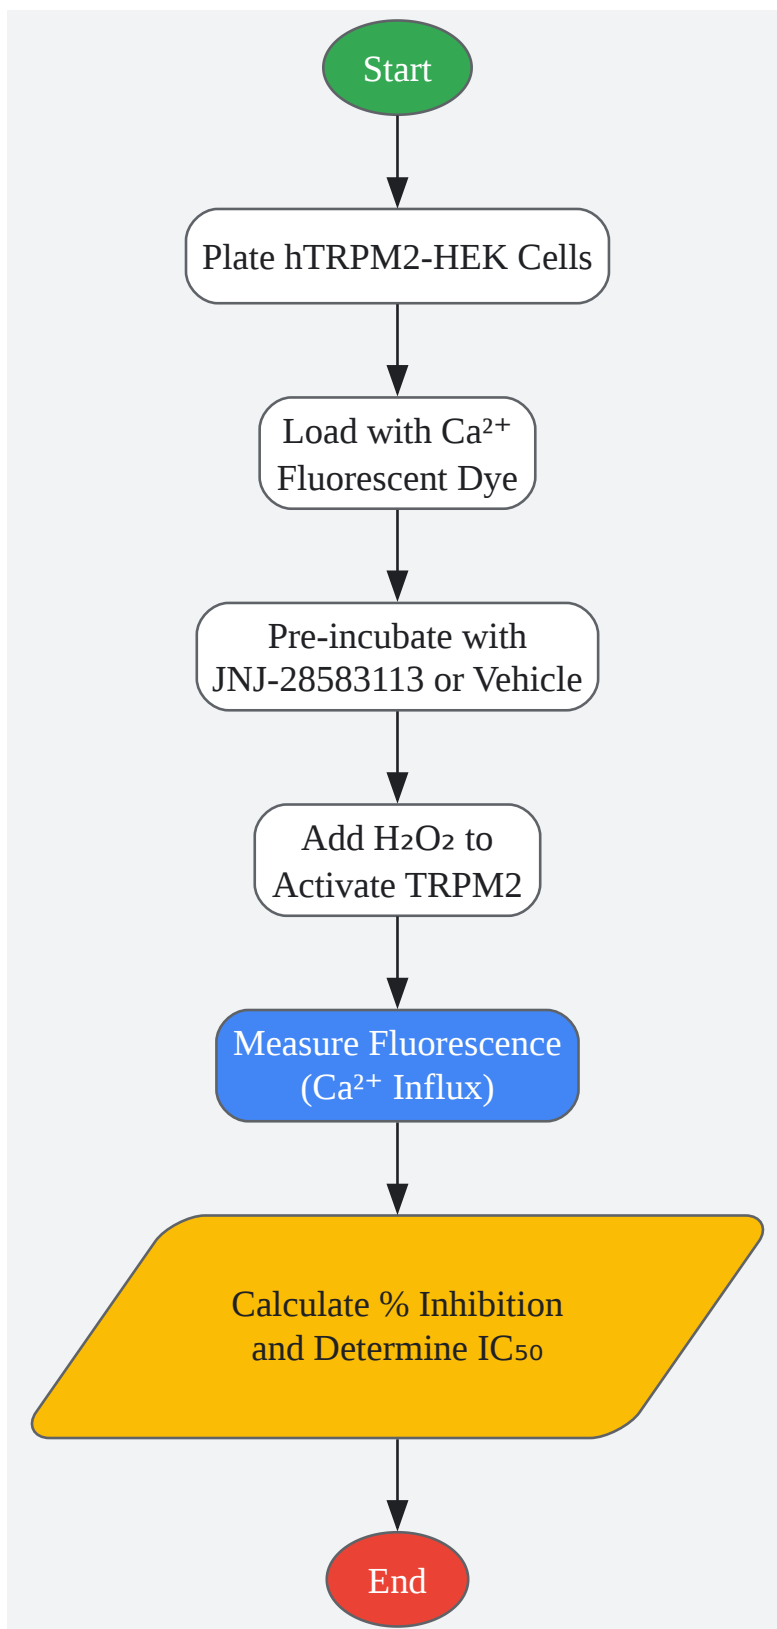 Start
Plate hTRPM2-HEK Cells
Load with Ca²⁺
Fluorescent Dye
Pre-incubate with
JNJ-28583113 or Vehicle
Add H₂O₂ to
Activate TRPM2
Measure Fluorescence
(Ca²⁺ Influx)
Calculate % Inhibition
and Determine IC₅₀
End